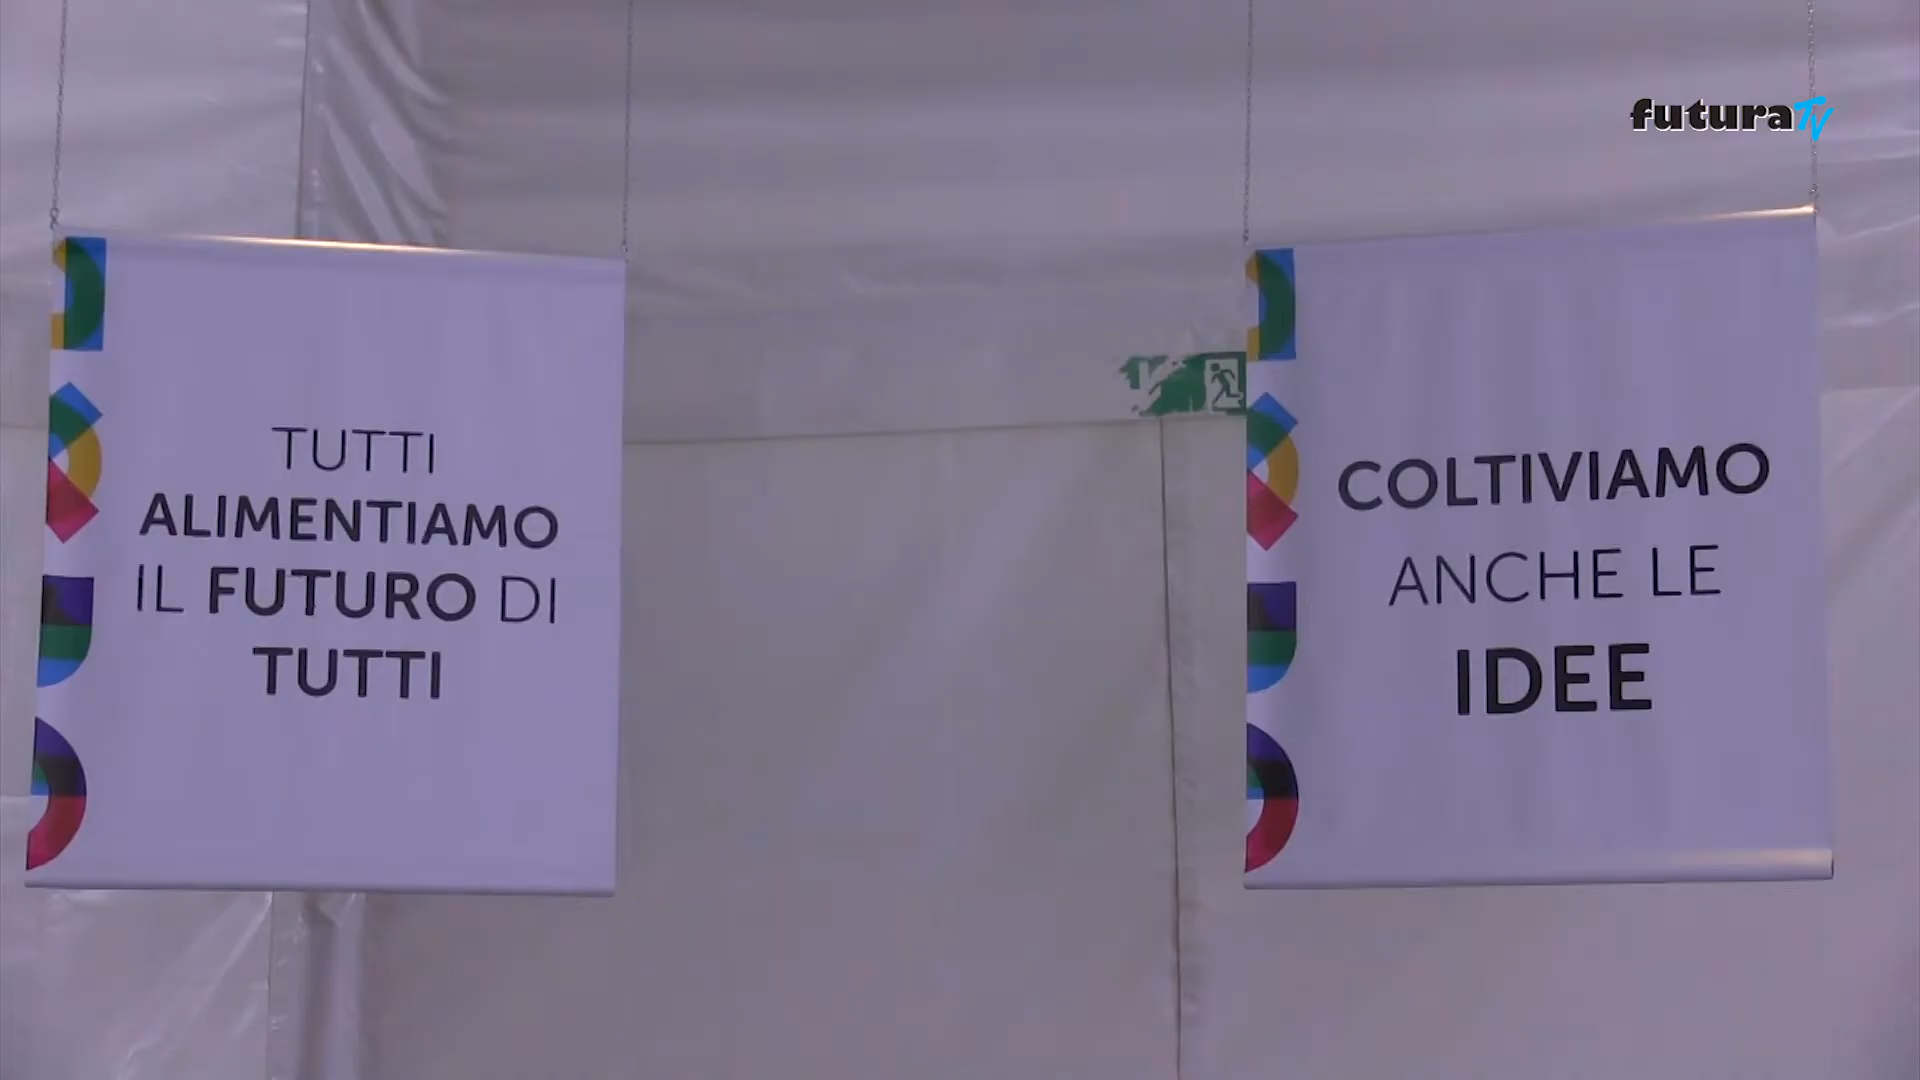 futuraTv
TUTTI
ALIMENTIAMO
IL FUTURO DI
TUTTI
COLTIVIAMO
ANCHE LE
IDEE